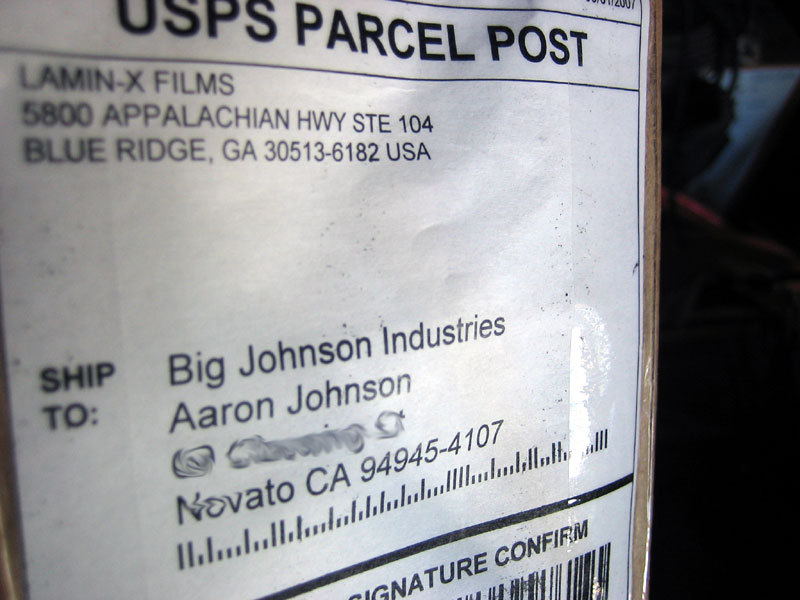 USPS PARCEL POST
LAMIN-X FILMS
5800 APPALACHIAN HWY STE 104
BLUE RIDGE, GA 30513-6182 USA
SHIP TO:
Big Johnson Industries
Aaron Johnson
Novato CA 94945-4107
SIGNATURE CONFIRM